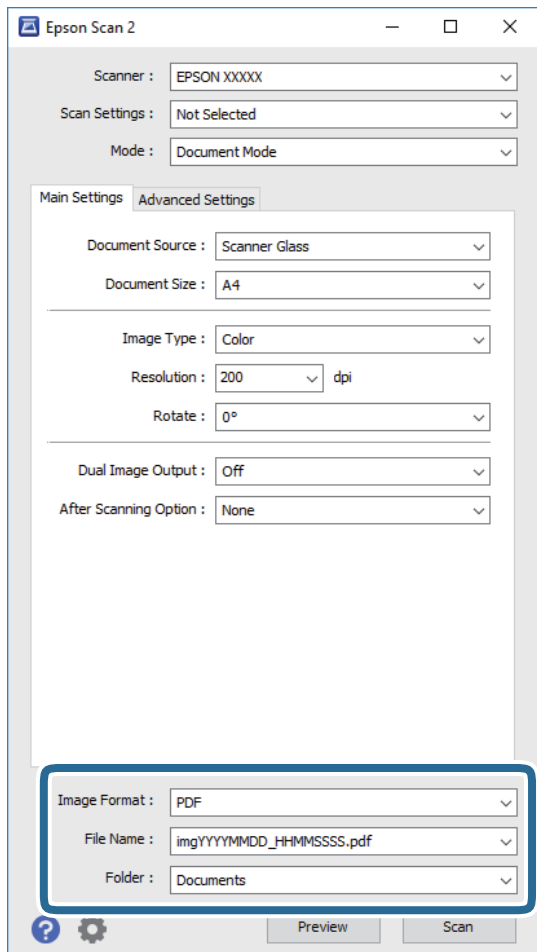 Epson Scan 2
Scanner : EPSON XXXXX
Scan Settings : Not Selected
Mode : Document Mode
Main Settings Advanced Settings
Document Source : Scanner Glass
Document Size : A4
Image Type : Color
Resolution : 200 dpi
Rotate : 0°
Dual Image Output : Off
After Scanning Option : None
Image Format : PDF
File Name : imgYYYYMMDD_HHMMSSSS.pdf
Folder : Documents
? Preview Scan